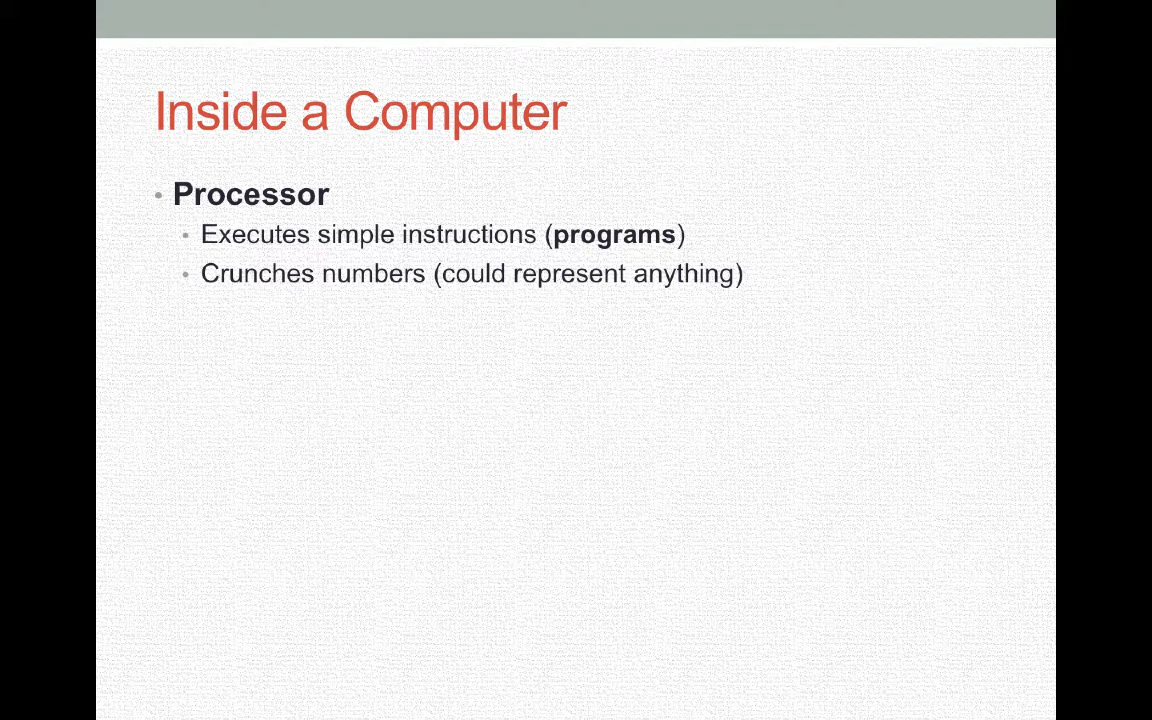 Inside a Computer
• Processor
• Executes simple instructions (programs)
• Crunches numbers (could represent anything)